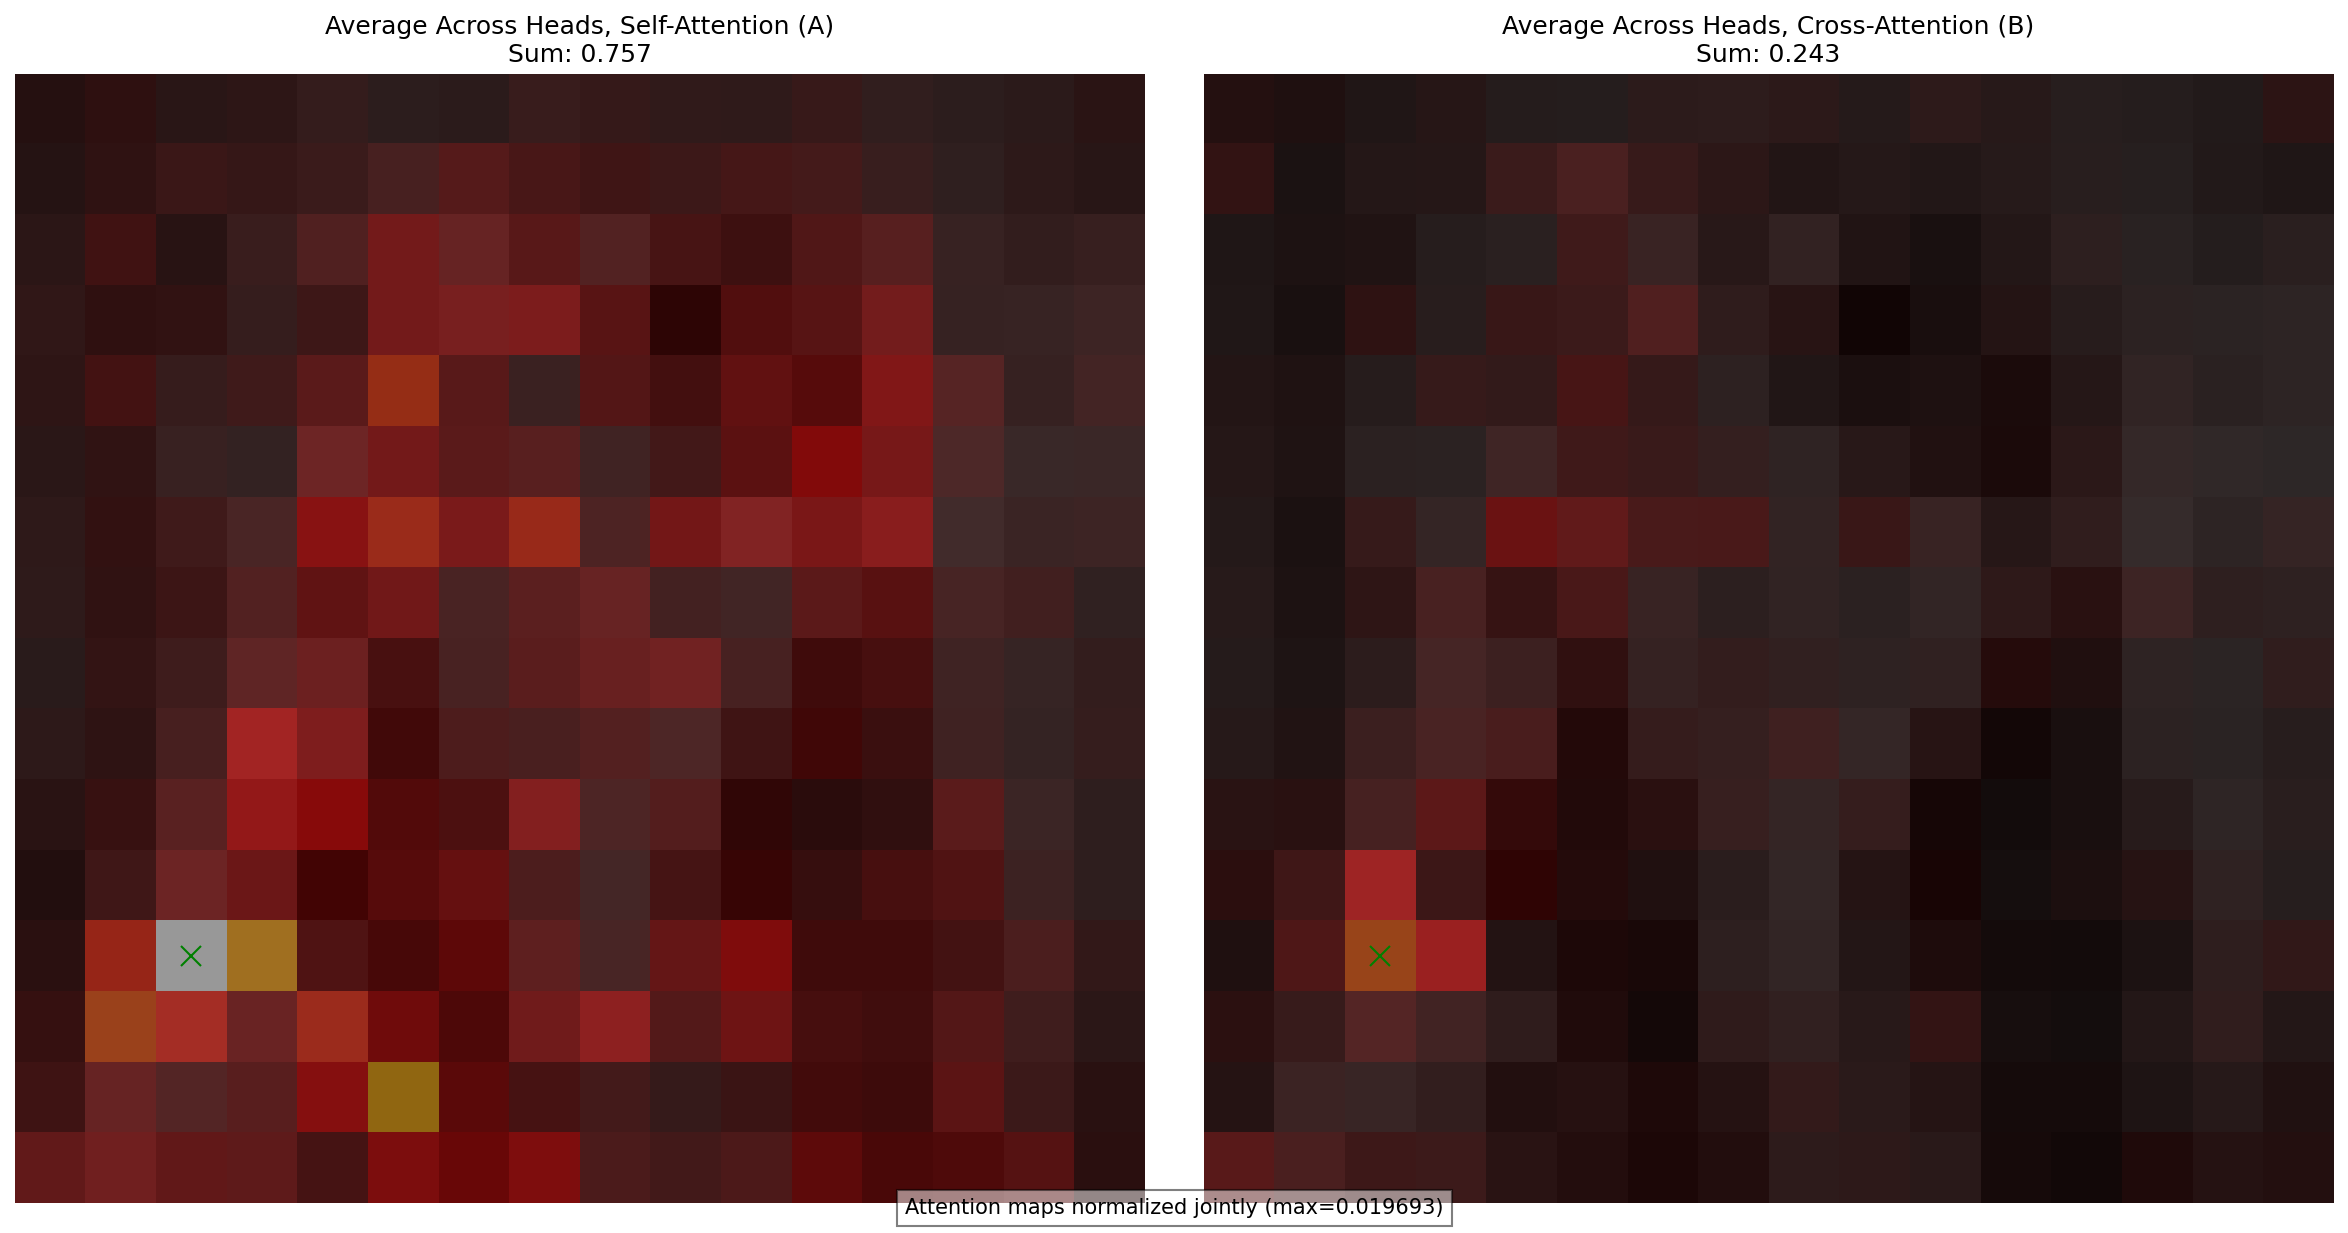 Average Across Heads, Self-Attention (A)
Sum: 0.757
Average Across Heads, Cross-Attention (B)
Sum: 0.243
Attention maps normalized jointly (max=0.019693)